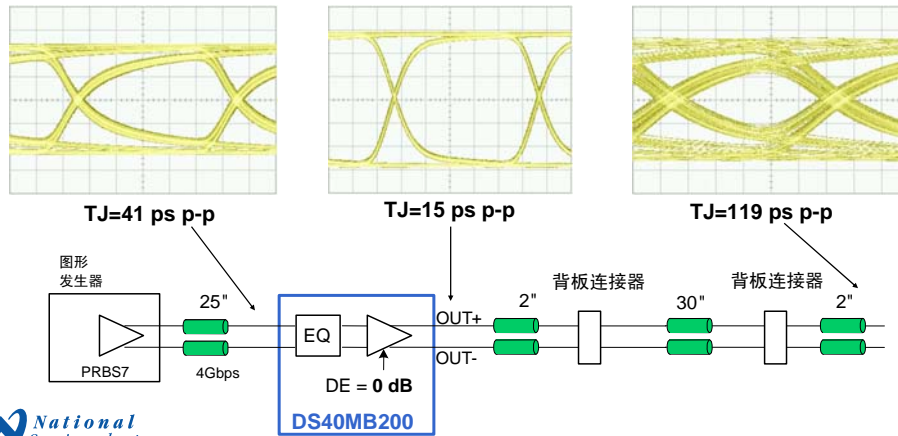 TJ=41 ps p-p
TJ=15 ps p-p
TJ=119 ps p-p
图形
发生器
25"
EQ
OUT+
OUT-
2"
背板连接器
30"
背板连接器
2"
PRBS7
4Gbps
DE = 0 dB
DS40MB200
National